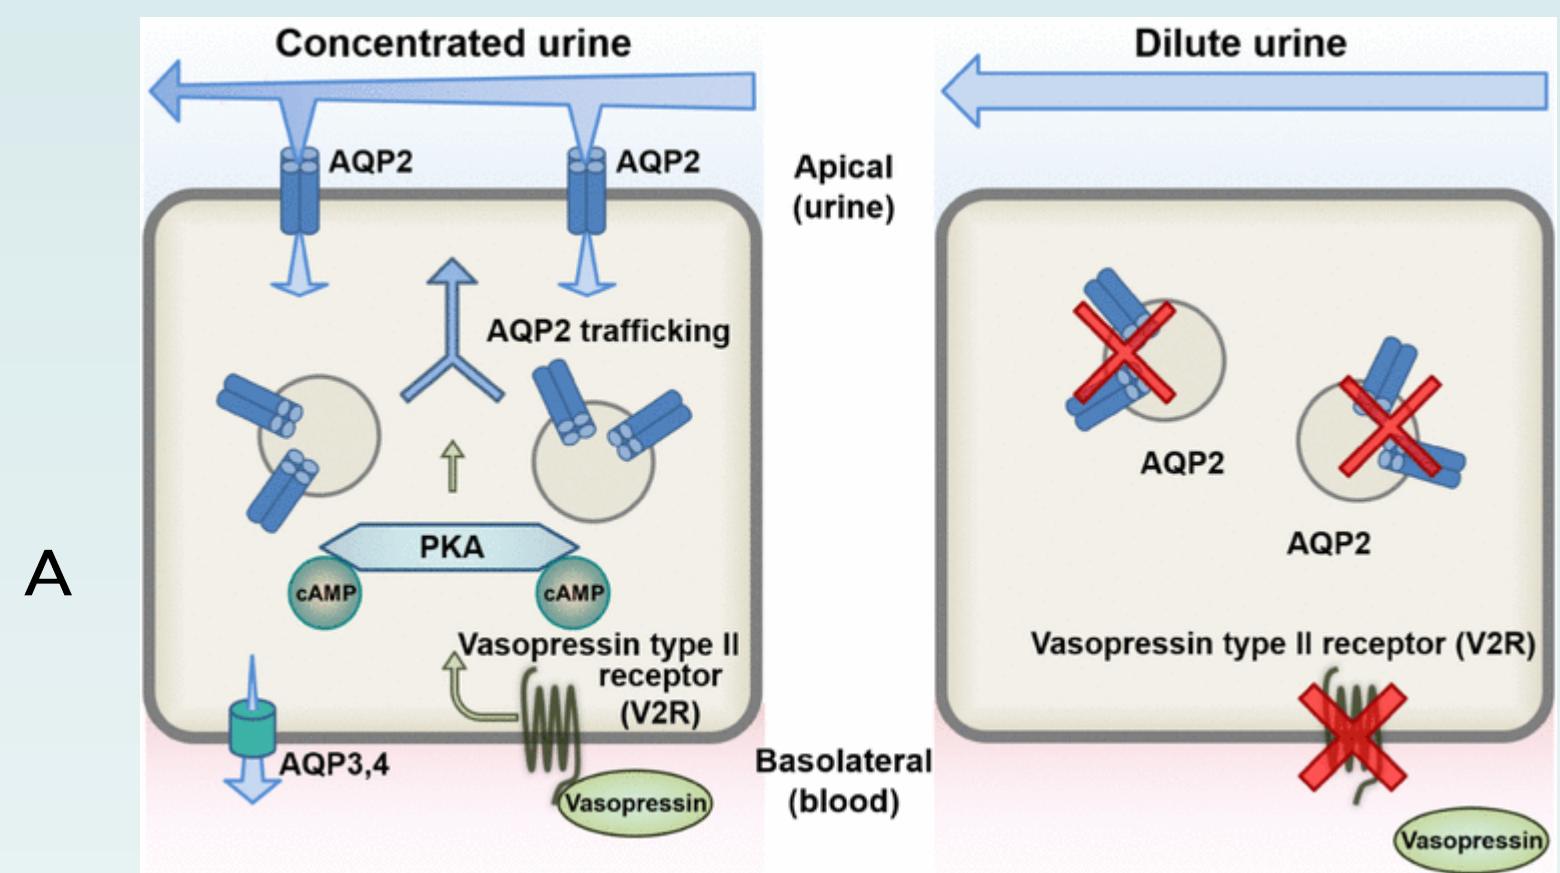 Concentrated urine
Dilute urine
AQP2
AQP2
Apical
(urine)
AQP2 trafficking
AQP2
AQP2
PKA
cAMP
cAMP
A
Vasopressin type II
receptor
(V2R)
Vasopressin type II receptor (V2R)
AQP3,4
Basolateral
(blood)
Vasopressin
Vasopressin